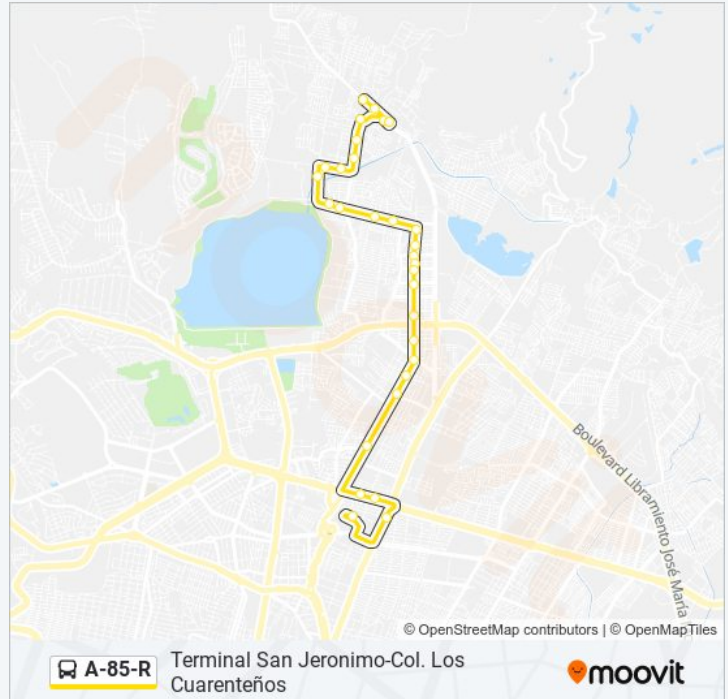 Boulevard Libramiento José María
© OpenStreetMap contributors | © OpenMapTiles
A-85-R
Terminal San Jeronimo-Col. Los
Cuarenteños
moovit